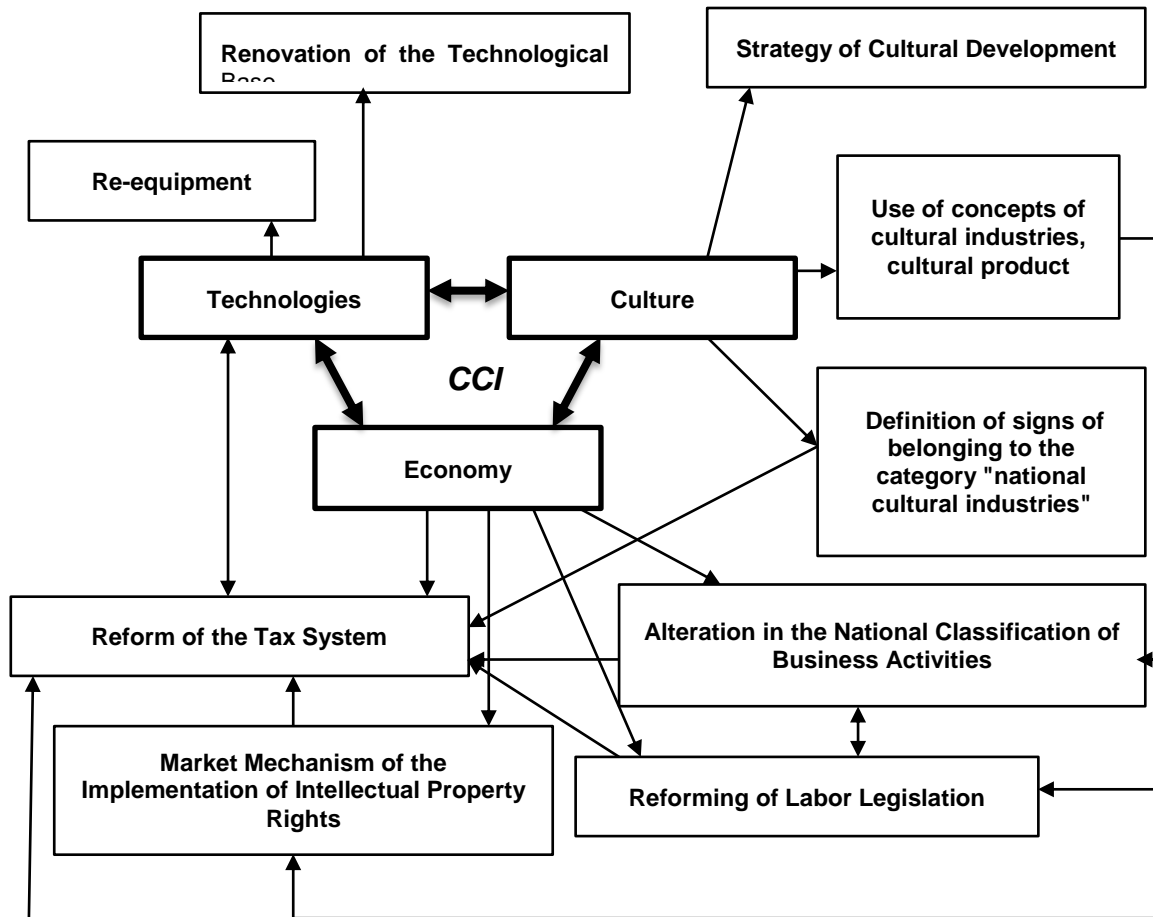 Renovation of the Technological
Base
Strategy of Cultural Development
Re-equipment
Use of concepts of
cultural industries,
cultural product
Technologies
Culture
CCI
Economy
Definition of signs of
belonging to the
category "national
cultural industries"
Reform of the Tax System
Alteration in the National Classification of
Business Activities
Market Mechanism of the
Implementation of Intellectual Property
Rights
Reforming of Labor Legislation